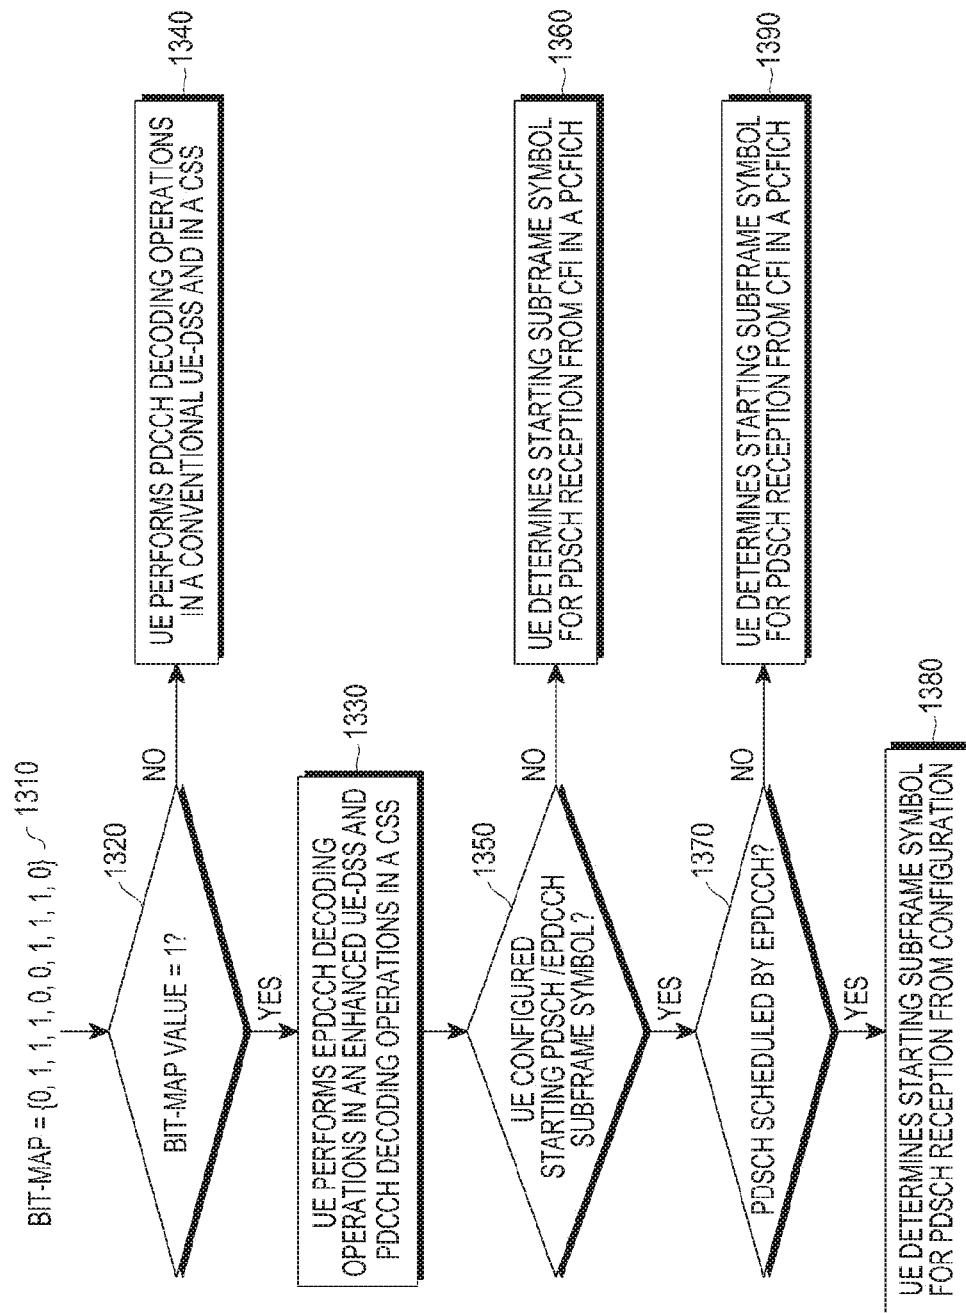 BIT-MAP = {0, 1, 1, 1, 0, 0, 1, 1, 1, 0}
1310
1320
BIT-MAP VALUE = 1?
NO
1340
UE PERFORMS PDCCH DECODING OPERATIONS
IN A CONVENTIONAL UE-DSS AND IN A CSS
YES
1330
UE PERFORMS EPDCCH DECODING
OPERATIONS IN AN ENHANCED UE-DSS AND
PDCCH DECODING OPERATIONS IN A CSS
1350
UE CONFIGURED
STARTING PDSCH /EPDCCH
SUBFRAME SYMBOL?
NO
1360
UE DETERMINES STARTING SUBFRAME SYMBOL
FOR PDSCH RECEPTION FROM CFI IN A PCFICH
YES
1370
PDSCH SCHEDULED BY EPDCCH?
NO
1390
UE DETERMINES STARTING SUBFRAME SYMBOL
FOR PDSCH RECEPTION FROM CFI IN A PCFICH
YES
1380
UE DETERMINES STARTING SUBFRAME SYMBOL
FOR PDSCH RECEPTION FROM CONFIGURATION